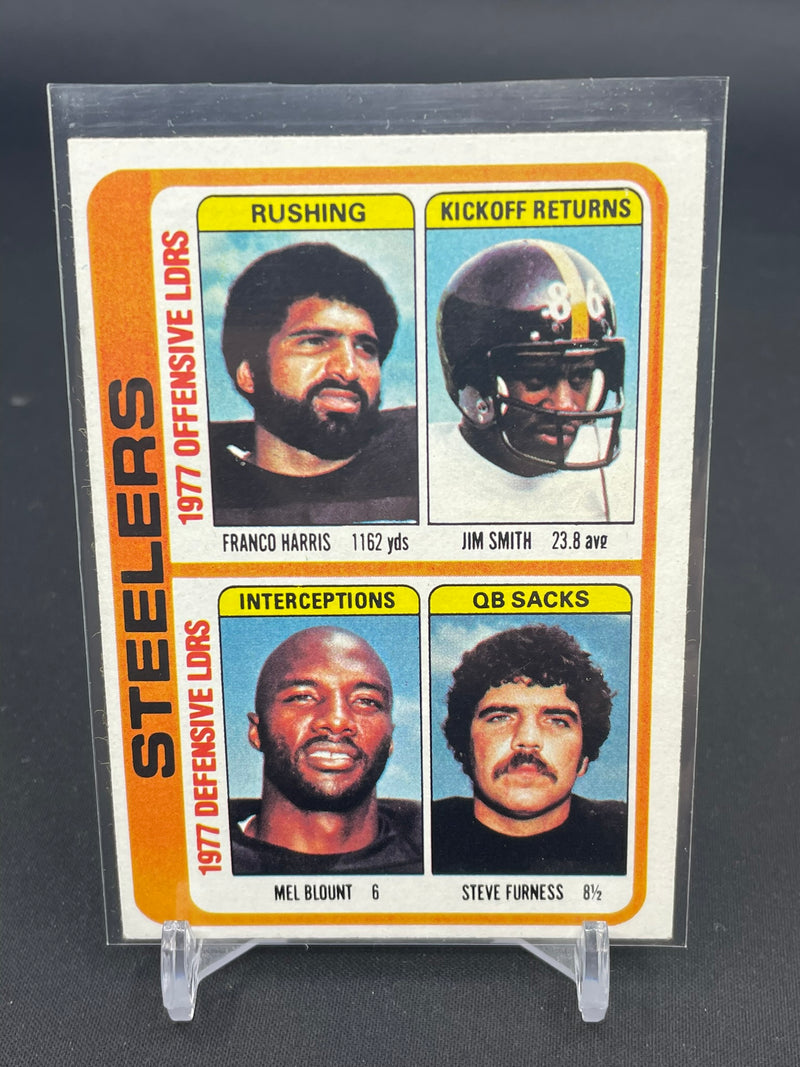 STEELERS
1977 OFFENSIVE LDRS
RUSHING
KICKOFF RETURNS
86
FRANCO HARRIS 1162 yds
JIM SMITH 23.8 avg
1977 DEFENSIVE LDRS
INTERCEPTIONS
QB SACKS
MEL BLOUNT 6
STEVE FURNESS 8½